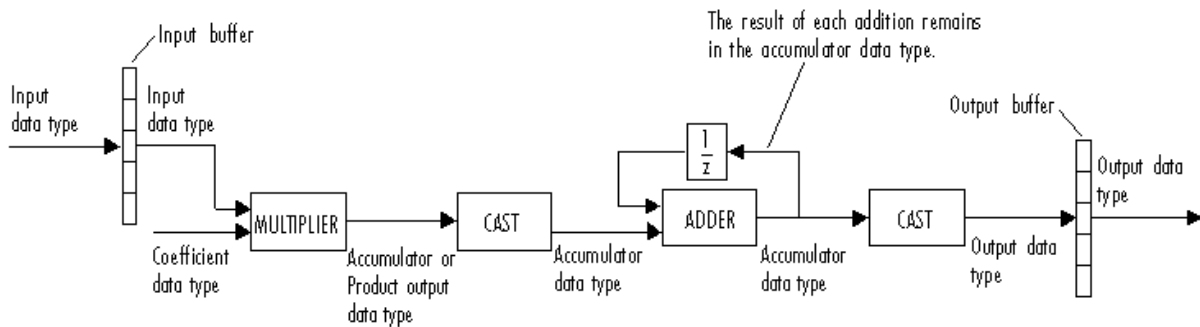 Input buffer
The result of each addition remains
in the accumulator data type.
Input
data type
Input
data type
Output buffer
1
z
Output data
type
MULTIPLIER
CAST
ADDER
CAST
Coefficient
data type
Accumulator or
Product output
data type
Accumulator
data type
Accumulator
data type
Output data
type